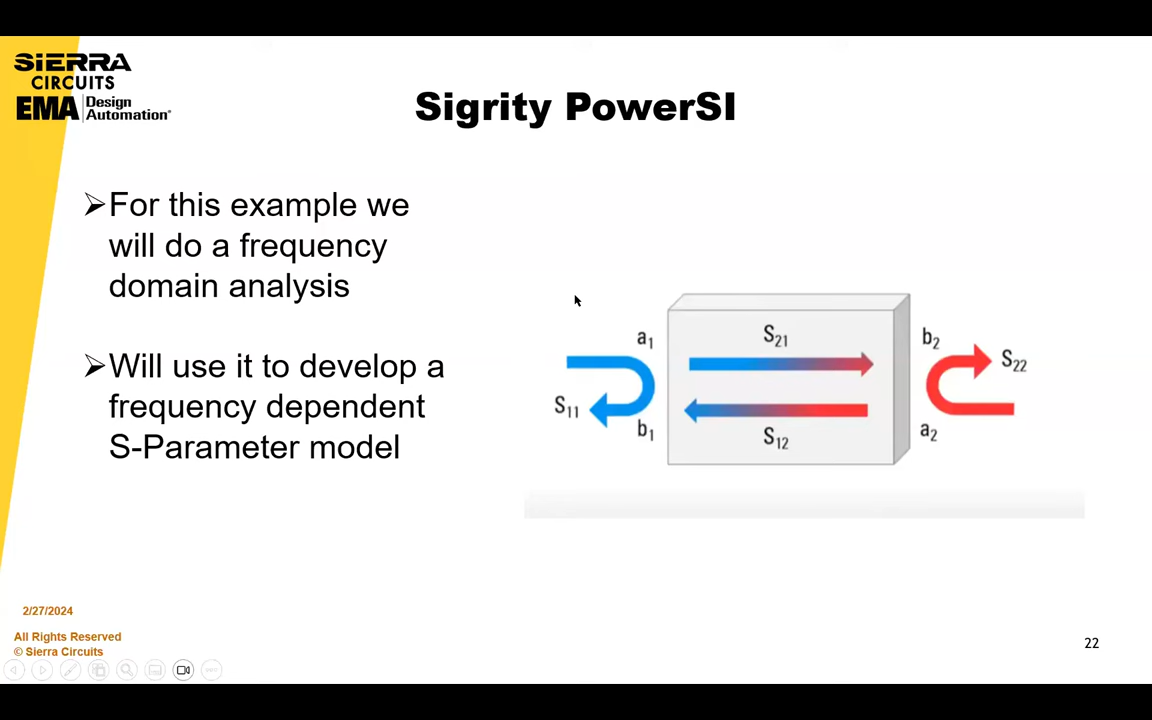 SiERRA
CIRCUITS
EMA Design
Automation®
Sigrity PowerSI
➢For this example we
will do a frequency
domain analysis
➢Will use it to develop a
frequency dependent
S-Parameter model
a₁
S₂₁
b₂
S₂₂
S₁₁
b₁
S₁₂
a₂
2/27/2024
All Rights Reserved
© Sierra Circuits
22